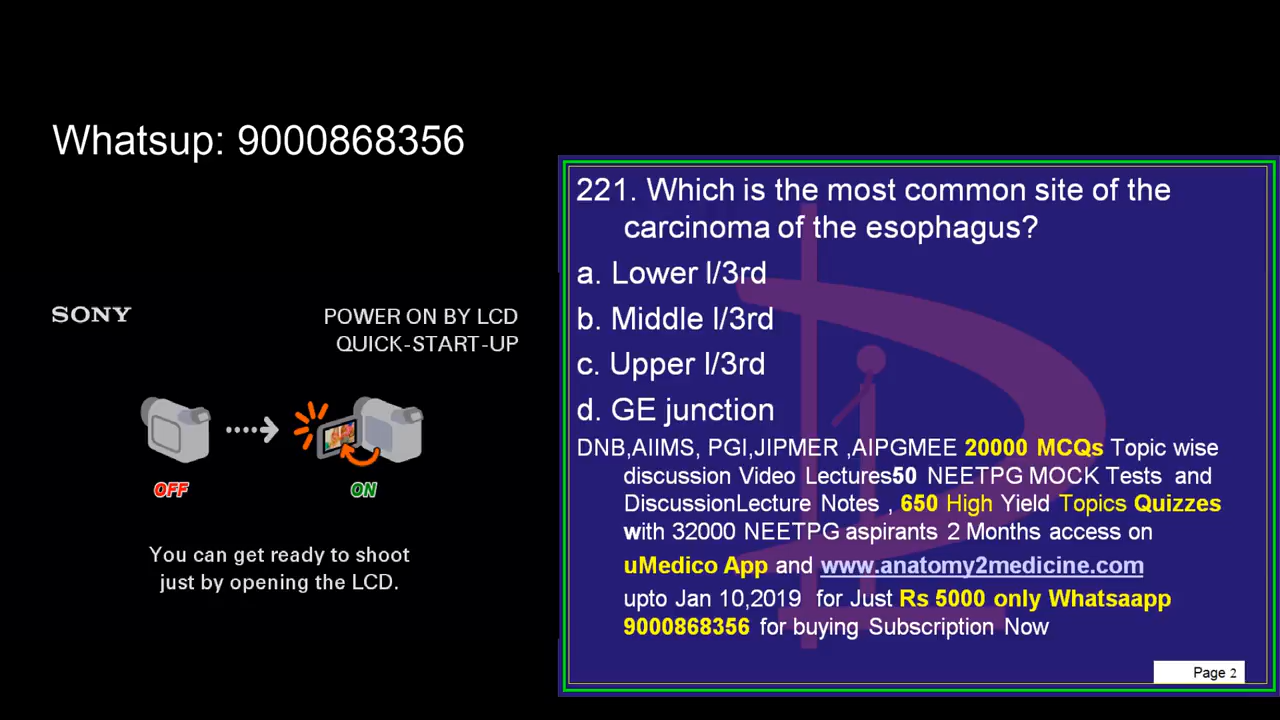 Whatsup: 9000868356
SONY
POWER ON BY LCD
QUICK-START-UP
OFF
ON
You can get ready to shoot
just by opening the LCD.
221. Which is the most common site of the
carcinoma of the esophagus?
a. Lower l/3rd
b. Middle l/3rd
c. Upper l/3rd
d. GE junction
DNB,AIIMS, PGI,JIPMER ,AIPGMEE 20000 MCQs Topic wise
discussion Video Lectures50 NEETPG MOCK Tests and
DiscussionLecture Notes , 650 High Yield Topics Quizzes
with 32000 NEETPG aspirants 2 Months access on
uMedico App and www.anatomy2medicine.com
upto Jan 10,2019 for Just Rs 5000 only Whatsaapp
9000868356 for buying Subscription Now
Page 2